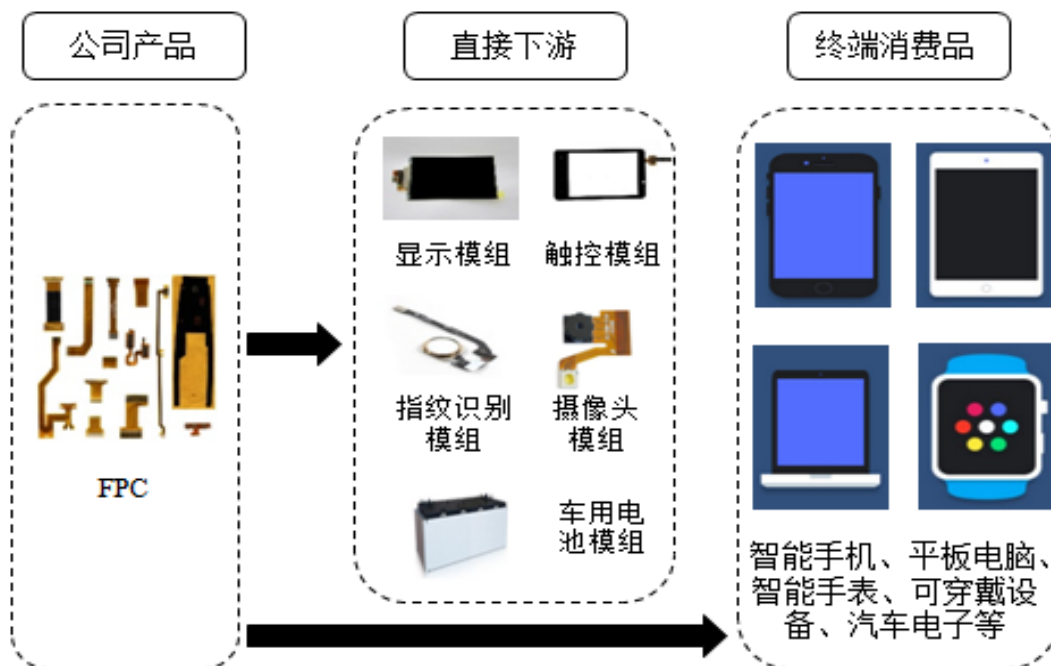 公司产品
直接下游
终端消费品
显示模组
触控模组
指纹识别
模组
摄像头
模组
FPC
车用电
池模组
智能手机、平板电脑、
智能手表、可穿戴设
备、汽车电子等